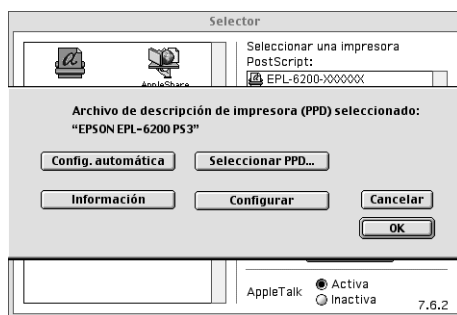 Selector
AppleShare
Seleccionar una impresora
PostScript:
EPL-6200-XXXXXX
Archivo de descripción de impresora (PPD) seleccionado:
“EPSON EPL-6200 PS3”
Config. automática
Seleccionar PPD...
Información
Configurar
Cancelar
OK
AppleTalk
Activa
Inactiva
7.6.2